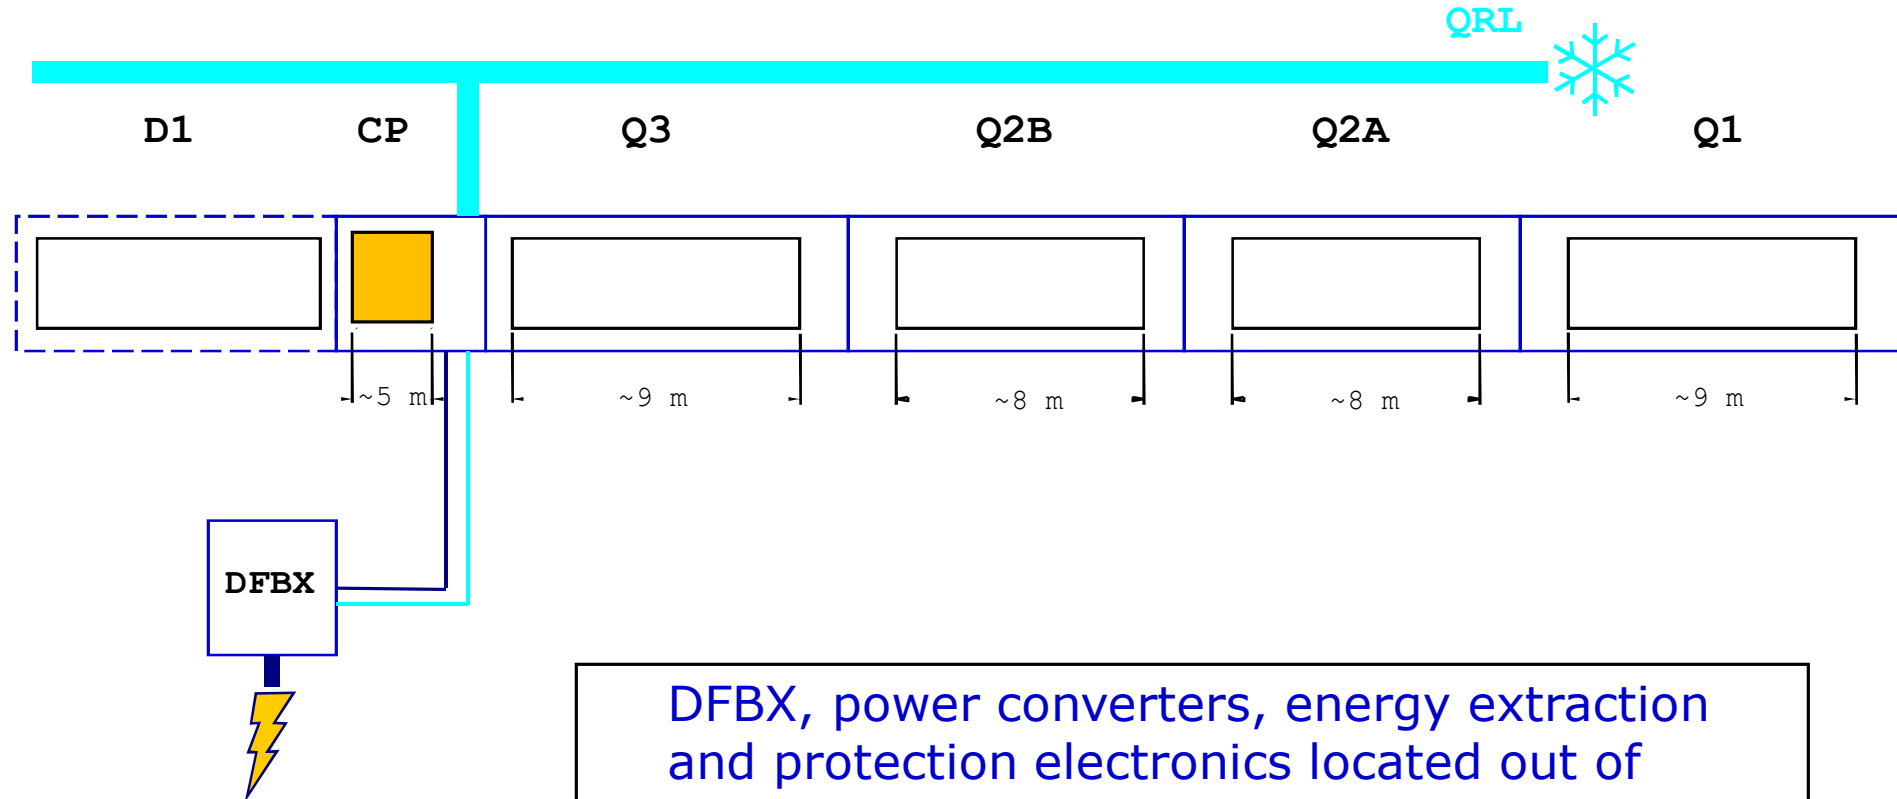 QRL
D1 CP Q3 Q2B Q2A Q1
~5 m ~9 m ~8 m ~8 m ~9 m
DFBX
DFBX, power converters, energy extraction
and protection electronics located out of